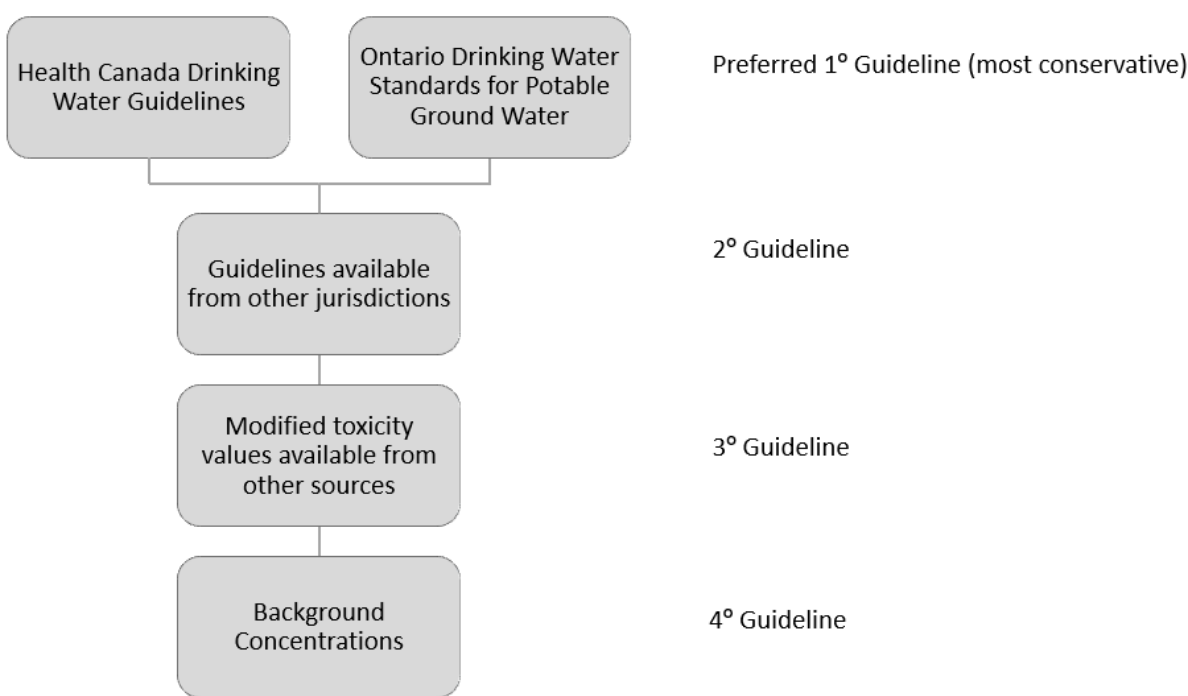 Health Canada Drinking
Water Guidelines
Ontario Drinking Water
Standards for Potable
Ground Water
Preferred 1° Guideline (most conservative)
Guidelines available
from other jurisdictions
2° Guideline
Modified toxicity
values available from
other sources
3° Guideline
Background
Concentrations
4° Guideline